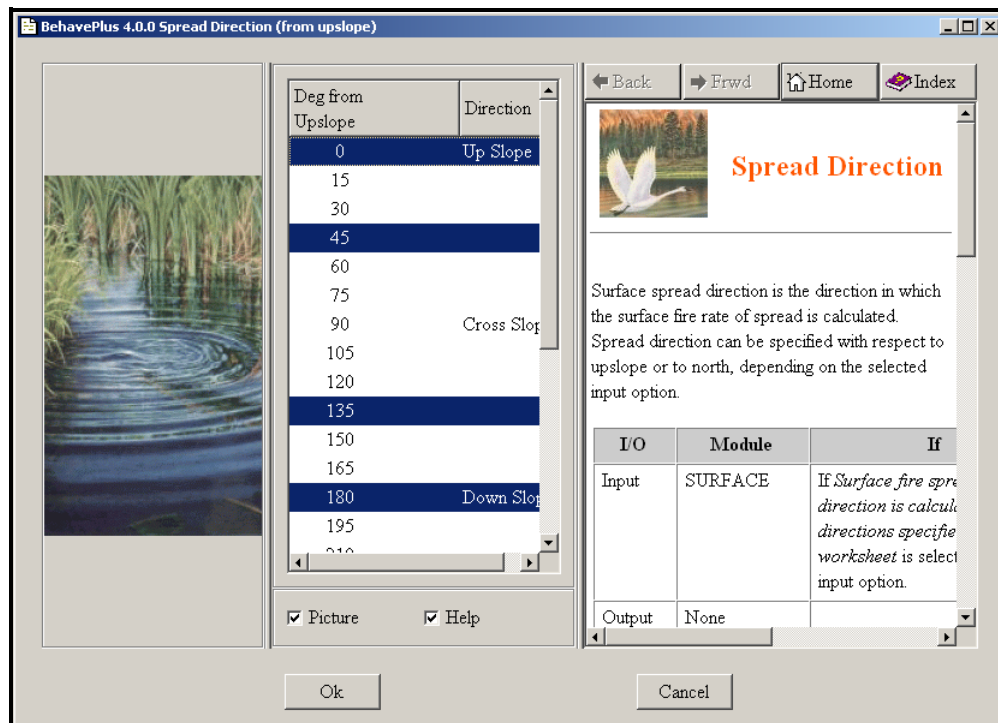 BehavePlus 4.0.0 Spread Direction (from upslope)
Deg from
Upslope
Direction
0 Up Slope
15
30
45
60
75
90 Cross Slop
105
120
135
150
165
180 Down Slop
195
210
Picture Help
Back Frwd Home Index
Spread Direction
Surface spread direction is the direction in which
the surface fire rate of spread is calculated.
Spread direction can be specified with respect to
upslope or to north, depending on the selected
input option.
I/O Module If
Input SURFACE If Surface fire spre
direction is calcul
directions specifie
worksheet is select
input option.
Output None
Ok Cancel